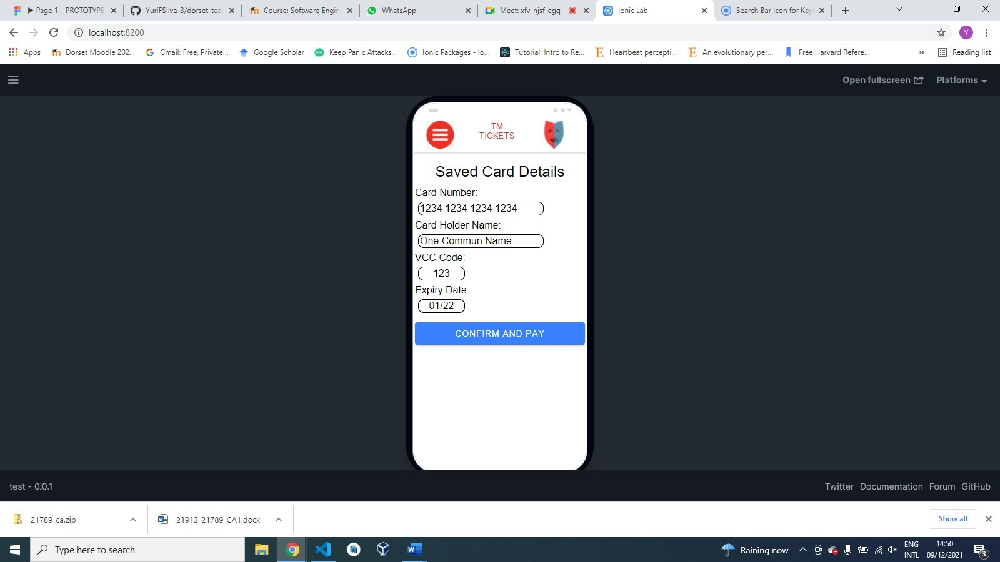 ▶ Page 1 - PROTOTYPE
YuriFSilva-3/dorset-tea
Course: Software Engin
WhatsApp
Meet: xfv-hjsf-egq
Ionic Lab
Search Bar Icon for Key
localhost:8200
Y
Apps
Dorset Moodle 202...
Gmail: Free, Private...
Google Scholar
Keep Panic Attacks...
Ionic Packages - Io...
Tutorial: Intro to Re...
Heartbeat percepti...
An evolutionary per...
Free Harvard Refere...
»
Reading list
Open fullscreen
Platforms
TM
TICKETS
Saved Card Details
Card Number:
1234 1234 1234 1234
Card Holder Name:
One Commun Name
VCC Code:
123
Expiry Date:
01/22
CONFIRM AND PAY
test - 0.0.1
Twitter Documentation Forum GitHub
21789-ca.zip
21913-21789-CA1.docx
Show all
Type here to search
Raining now
ENG
INTL
14:50
09/12/2021
3